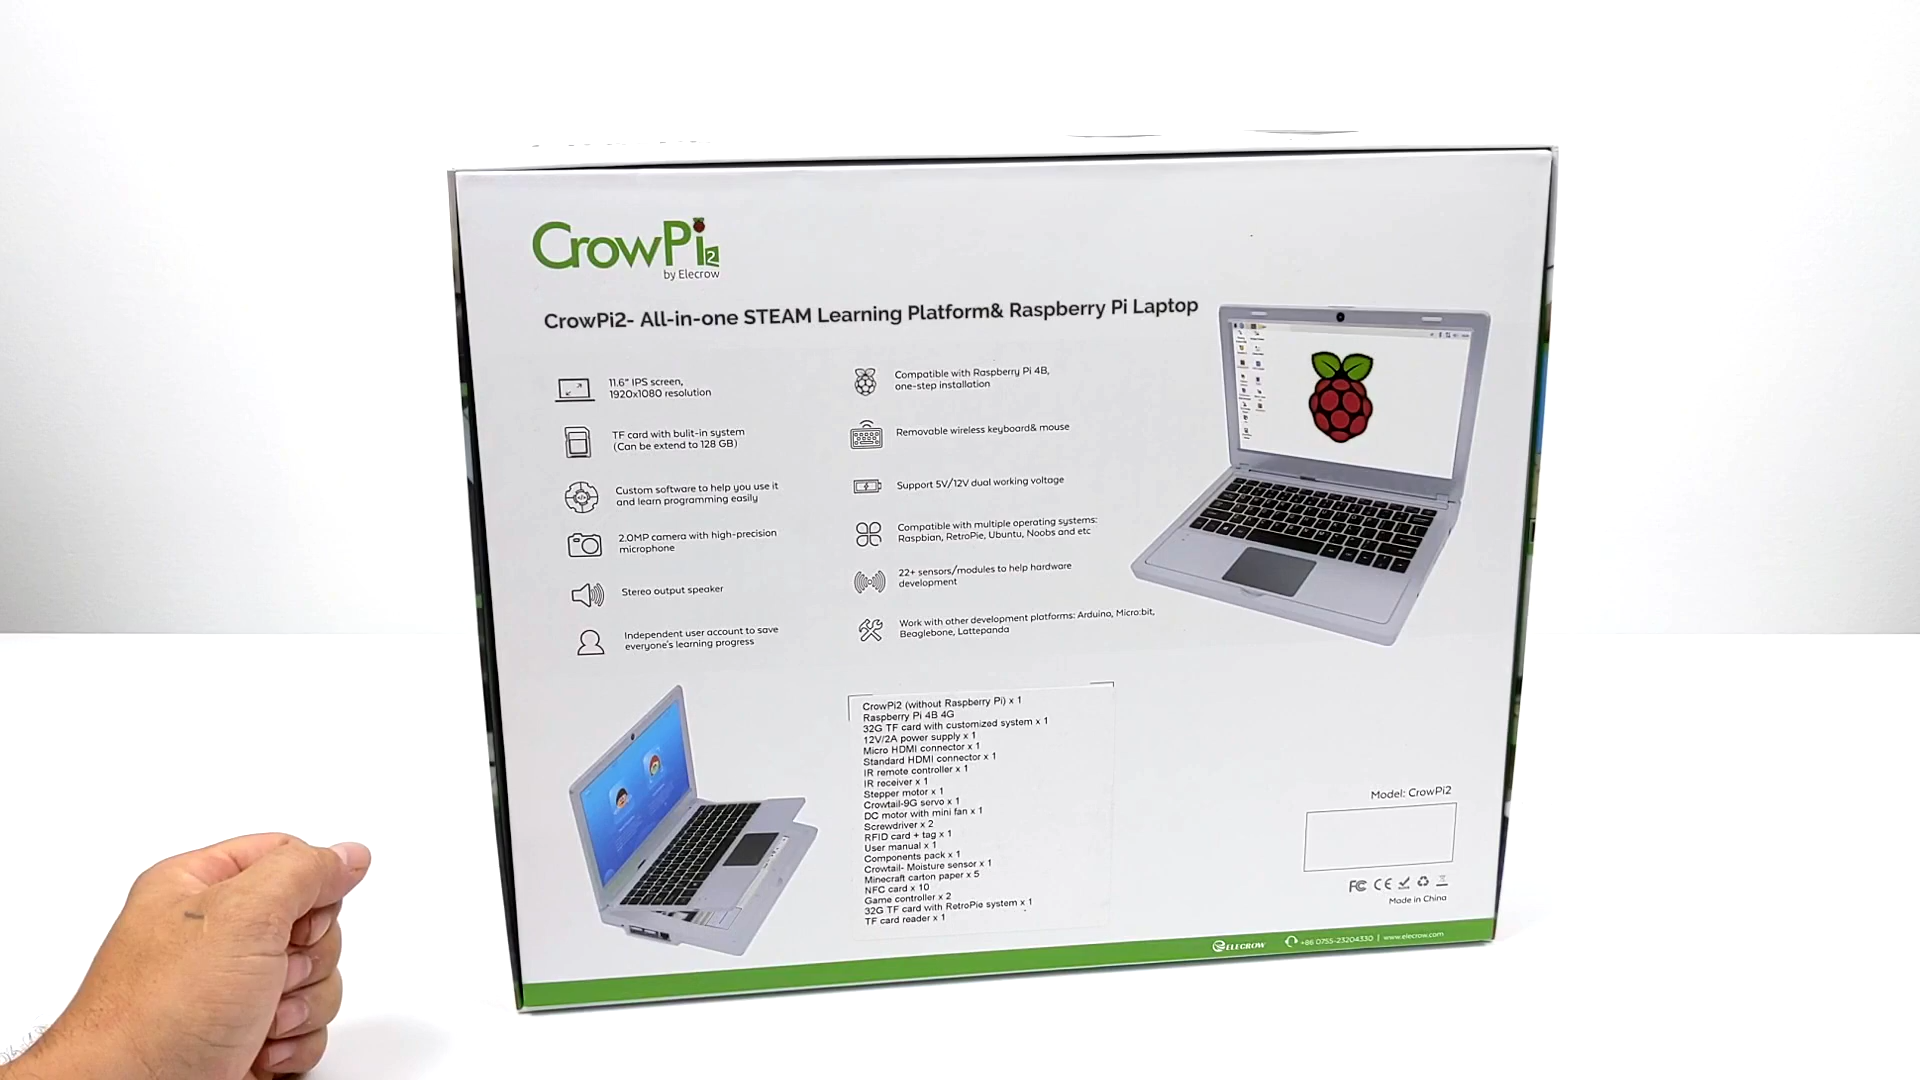 CrowPi2
by Elecrow
CrowPi2- All-in-one STEAM Learning Platform& Raspberry Pi Laptop
11.6" IPS screen,
1920x1080 resolution
TF card with bulit-in system
(Can be extend to 128 GB)
Custom software to help you use it
and learn programming easily
2.0MP camera with high-precision
microphone
Stereo output speaker
Independent user account to save
everyone's learning progress
Compatible with Raspberry Pi 4B,
one-step installation
Removable wireless keyboard& mouse
Support 5V/12V dual working voltage
Compatible with multiple operating systems:
Raspbian, RetroPie, Ubuntu, Noobs and etc
22+ sensors/modules to help hardware
development
Work with other development platforms: Arduino, Micro:bit,
Beaglebone, Lattepanda
CrowPi2 (without Raspberry Pi) x 1
Raspberry Pi 4B 4G
32G TF card with customized system x 1
12V/2A power supply x 1
Micro HDMI connector x 1
Standard HDMI connector x 1
IR remote controller x 1
IR receiver x 1
Stepper motor x 1
Crowtail-9G servo x 1
DC motor with mini fan x 1
Screwdriver x 2
RFID card + tag x 1
User manual x 1
Components pack x 1
Crowtail- Moisture sensor x 1
Minecraft carton paper x 5
NFC card x 10
Game controller x 2
32G TF card with RetroPie system x 1
TF card reader x 1
Model: CrowPi2
FC CE
Made in China
ELECROW +86 0755-23204330 | www.elecrow.com